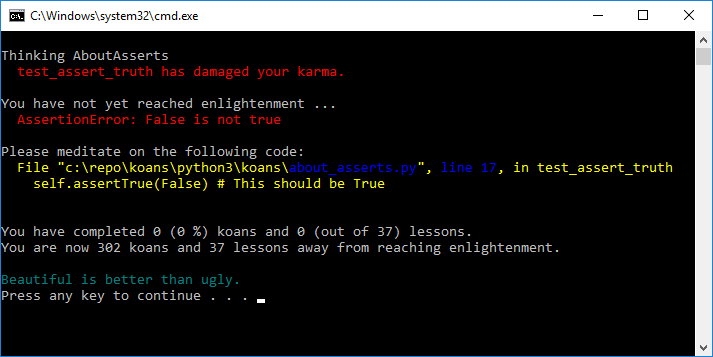 C:\Windows\system32\cmd.exe
Thinking AboutAsserts
test_assert_truth has damaged your karma.
You have not yet reached enlightenment ...
AssertionError: False is not true
Please meditate on the following code:
File "c:\repo\koans\python3\koans\about_asserts.py", line 17, in test_assert_truth
self.assertTrue(False) # This should be True
You have completed 0 (0 %) koans and 0 (out of 37) lessons.
You are now 302 koans and 37 lessons away from reaching enlightenment.
Beautiful is better than ugly.
Press any key to continue . . .